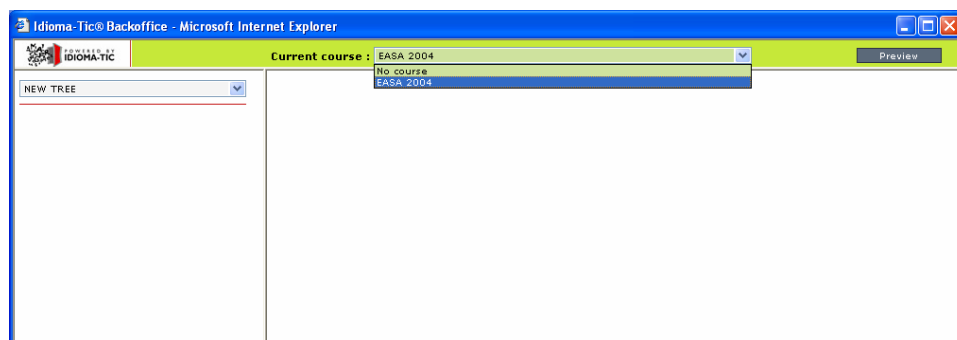 Idioma-Tic® Backoffice - Microsoft Internet Explorer
POWERED BY
IDIOMA-TIC
Current course : EASA 2004
Preview
No course
EASA 2004
NEW TREE